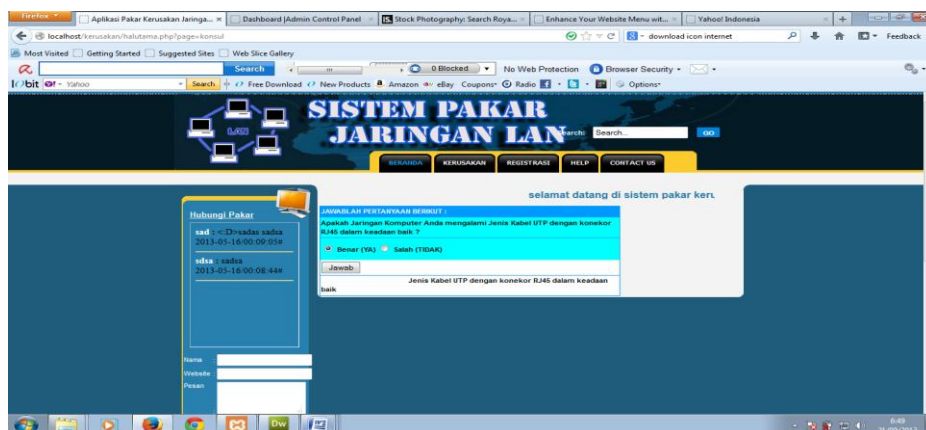 Firefox
Aplikasi Pakar Kerusakan Jaringa...
Dashboard |Admin Control Panel
Stock Photography: Search Roya...
Enhance Your Website Menu wit...
Yahoo! Indonesia
localhost/kerusakan/halutama.php?page=konsul
download icon internet
Feedback
Most Visited
Getting Started
Suggested Sites
Web Slice Gallery
Search
0 Blocked
No Web Protection
Browser Security
Yahoo
Search
Free Download
New Products
Amazon
eBay
Coupons
Radio
Options
LAN
SISTEM PAKAR
JARINGAN LAN
Search:
Search...
GO
BERANDA
KERUSAKAN
REGISTRASI
HELP
CONTACT US
selamat datang di sistem pakar keru
Hubungi Pakar
sad : <:D>sadas sadsa
2013-05-16/00:09:05#
sdsa : sadsa
2013-05-16/00:08:44#
JAWABLAH PERTANYAAN BERIKUT :
Apakah Jaringan Komputer Anda mengalami Jenis Kabel UTP dengan konekor
RJ45 dalam keadaan baik ?
Benar (YA)
Salah (TIDAK)
Jawab
Jenis Kabel UTP dengan konekor RJ45 dalam keadaan
baik
Nama :
Website :
Pesan
Dw